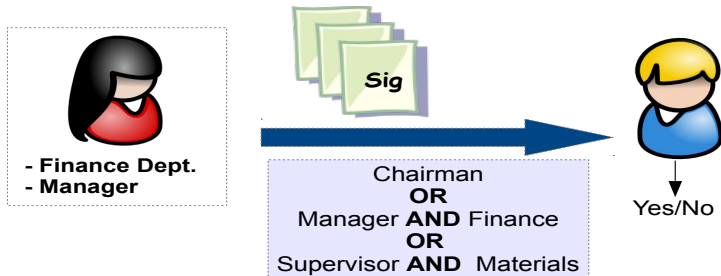 Sig
- Finance Dept.
- Manager
Chairman
OR
Manager AND Finance
OR
Supervisor AND Materials
Yes/No